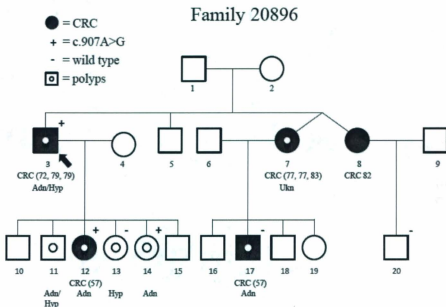 Family 20896
= CRC
+ = c.907A>G
- = wild type
= polyps
1 2
+
3 4 5 6 7 8 9
CRC (72, 79, 79) CRC (77, 77, 83) CRC 82
Adn/Hyp Ukn
+ - + - -
10 11 12 13 14 15 16 17 18 19 20
Adn/ CRC (57) Hyp Adn CRC (57)
Hyp Adn Adn